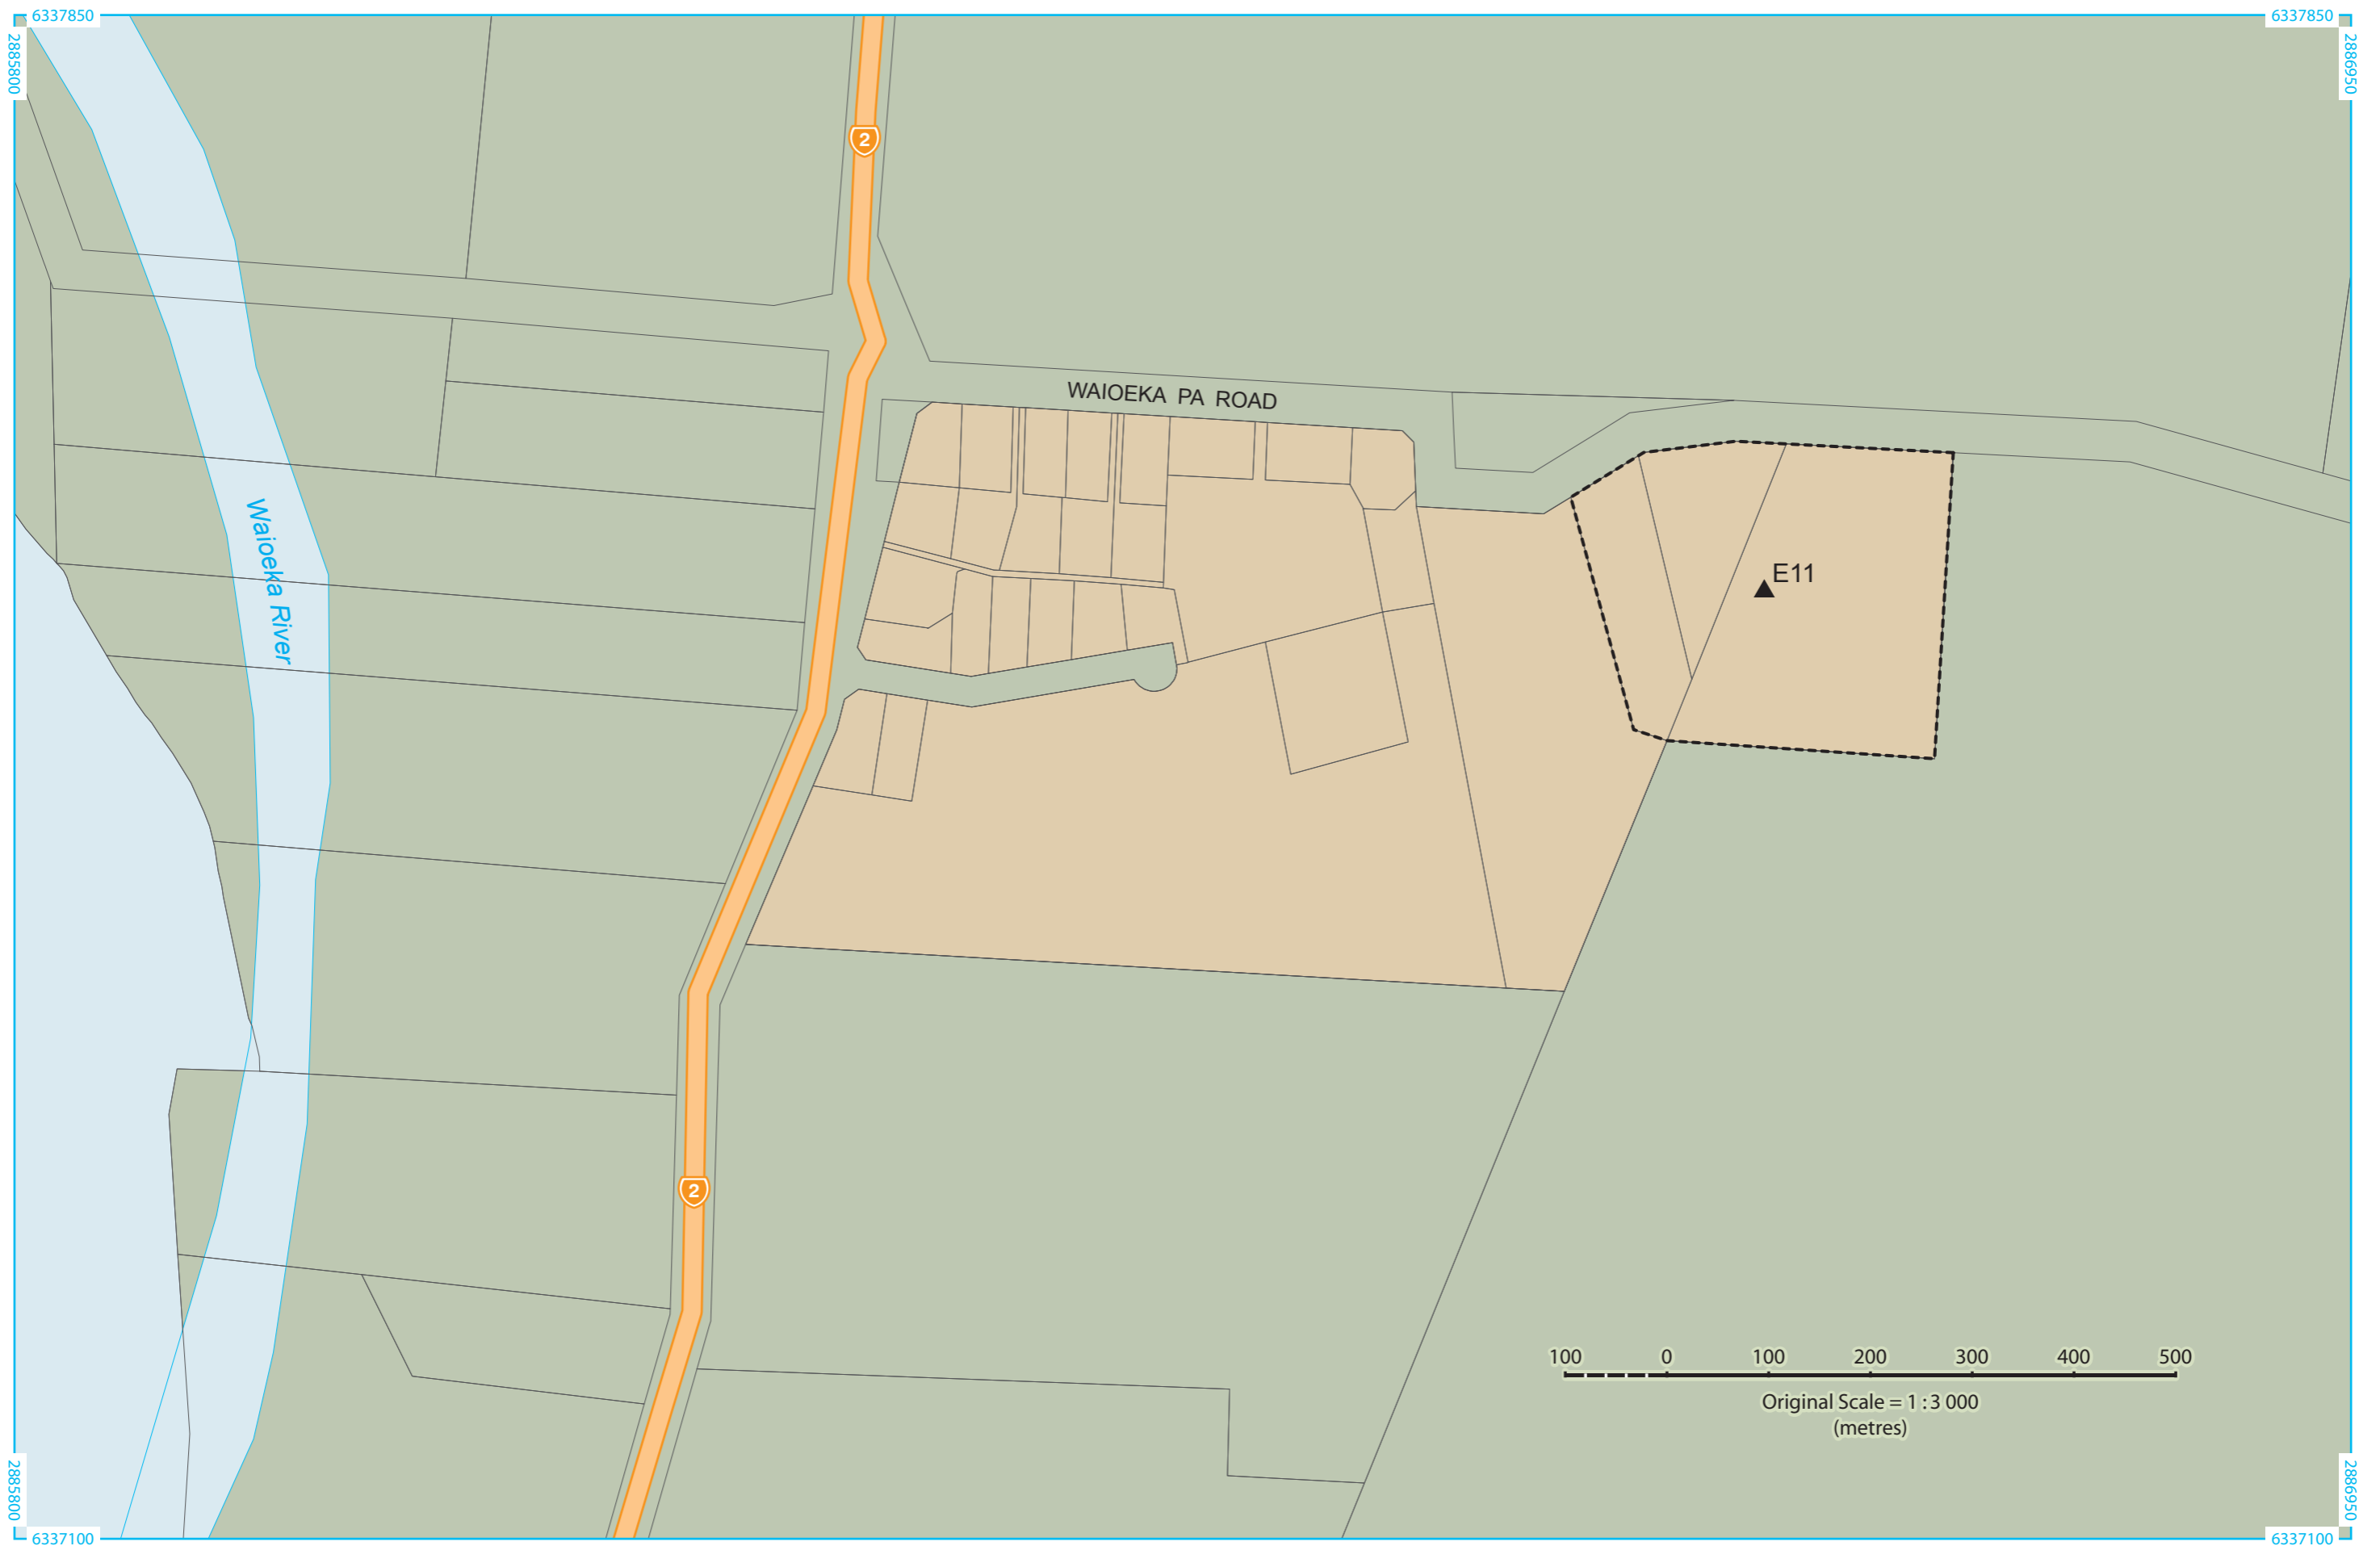 6337850
6337850
2885800
2886950
2
WAIOEKA PA ROAD
Waioeka River
E11
2
100 0 100 200 300 400 500
Original Scale = 1 : 3 000
(metres)
2885800
2886950
6337100
6337100